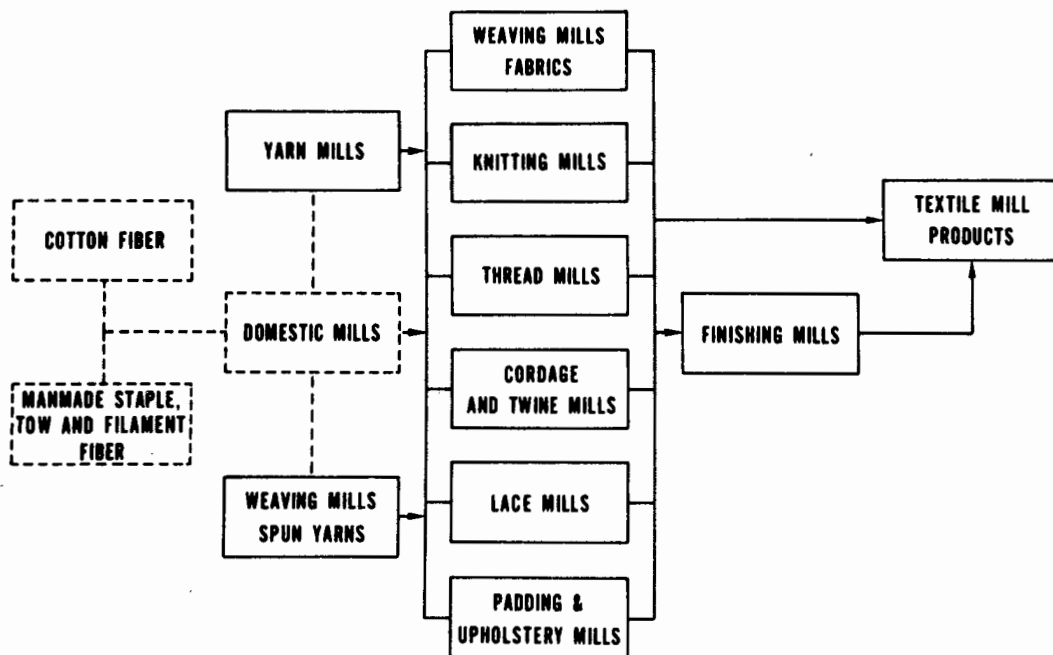 WEAVING MILLS
FABRICS
YARN MILLS
KNITTING MILLS
TEXTILE MILL
PRODUCTS
COTTON FIBER
THREAD MILLS
DOMESTIC MILLS
FINISHING MILLS
MANMADE STAPLE,
TOW AND FILAMENT
FIBER
CORDAGE
AND TWINE MILLS
WEAVING MILLS
SPUN YARNS
LACE MILLS
PADDING &
UPHOLSTERY MILLS